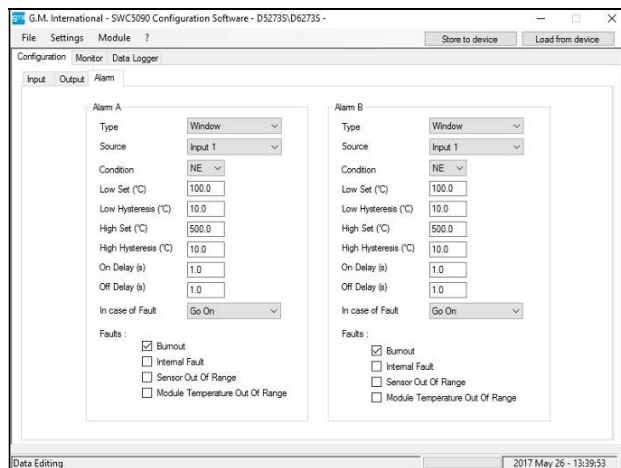 G.M. International - SWC5090 Configuration Software - D5273S\D6273S -
File Settings Module ? Store to device Load from device
Configuration Monitor Data Logger
Input Output Alarm
Alarm A
Type Window
Source Input 1
Condition NE
Low Set (°C) 100.0
Low Hysteresis (°C) 10.0
High Set (°C) 500.0
High Hysteresis (°C) 10.0
On Delay (s) 1.0
Off Delay (s) 1.0
In case of Fault Go On
Faults :
Burnout
Internal Fault
Sensor Out Of Range
Module Temperature Out Of Range
Alarm B
Type Window
Source Input 1
Condition NE
Low Set (°C) 100.0
Low Hysteresis (°C) 10.0
High Set (°C) 500.0
High Hysteresis (°C) 10.0
On Delay (s) 1.0
Off Delay (s) 1.0
In case of Fault Go On
Faults :
Burnout
Internal Fault
Sensor Out Of Range
Module Temperature Out Of Range
Data Editing 2017 May 26 - 13:39:53